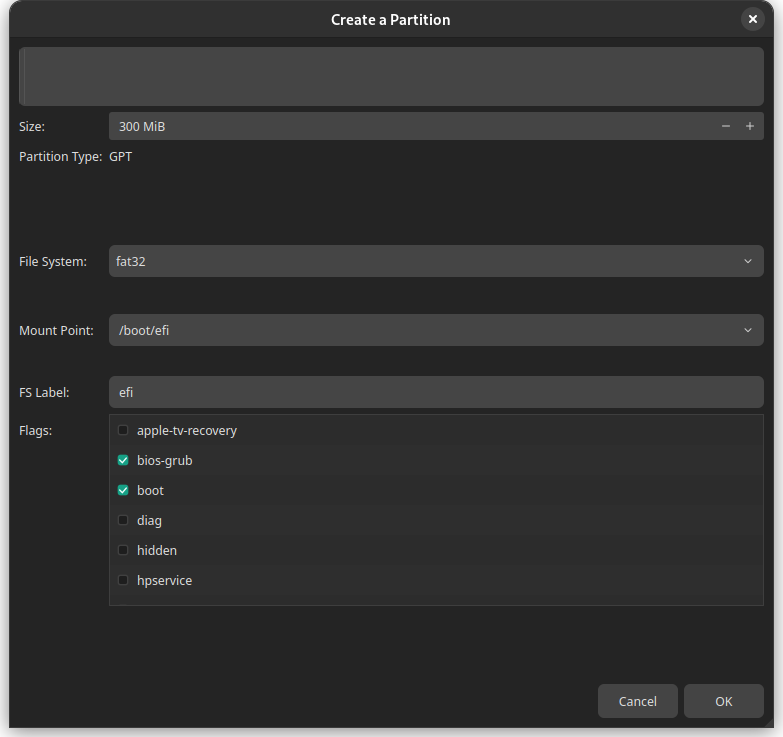 Create a Partition
Size: 300 MiB
Partition Type: GPT
File System: fat32
Mount Point: /boot/efi
FS Label: efi
Flags: apple-tv-recovery
bios-grub
boot
diag
hidden
hpservice
Cancel OK